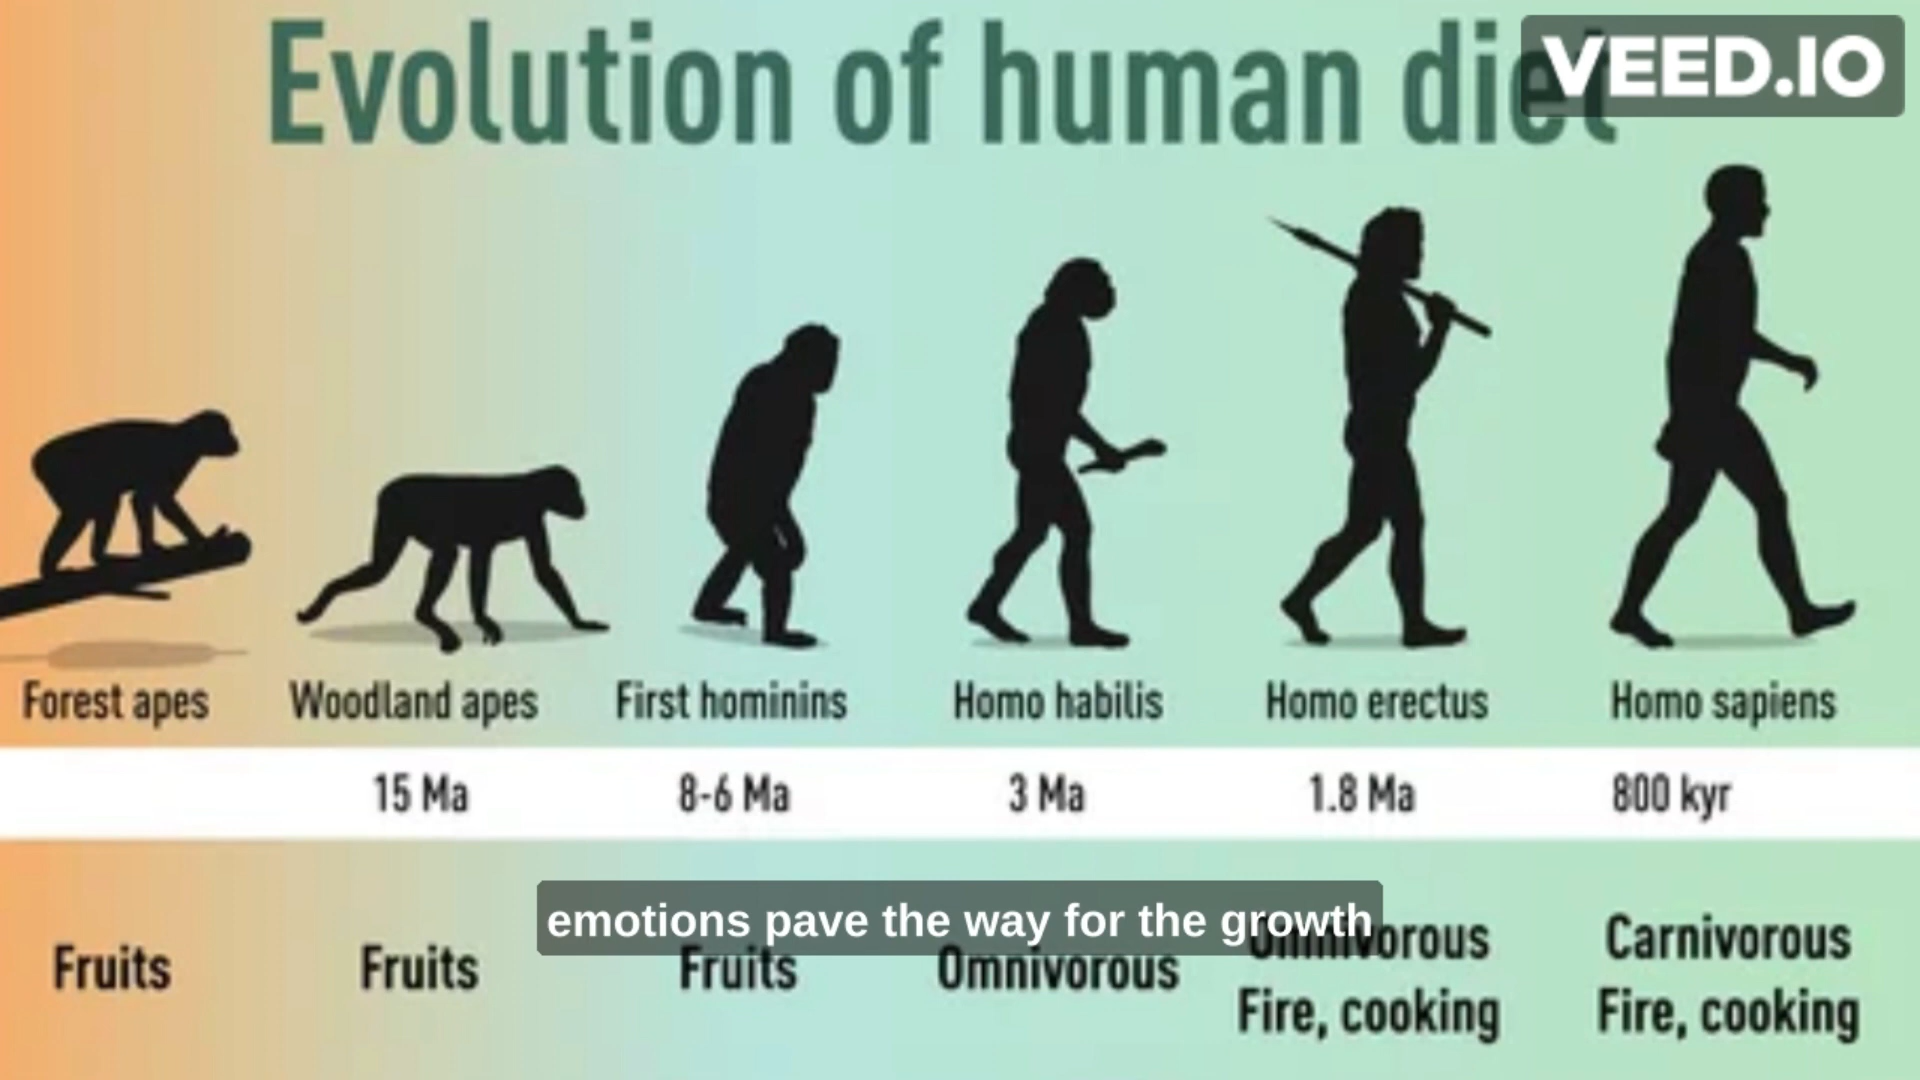 Evolution of human diet
VEED.IO
Forest apes
Woodland apes
First hominins
Homo habilis
Homo erectus
Homo sapiens
15 Ma
8-6 Ma
3 Ma
1.8 Ma
800 kyr
emotions pave the way for the growth
Fruits
Fruits
Fruits
Omnivorous
Omnivorous
Fire, cooking
Carnivorous
Fire, cooking